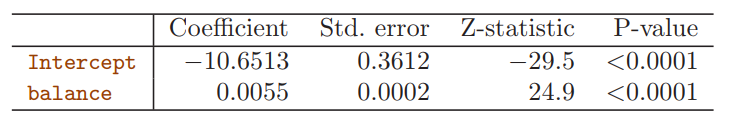 Coefficient Std. error Z-statistic P-value
Intercept −10.6513 0.3612 −29.5 <0.0001
balance 0.0055 0.0002 24.9 <0.0001